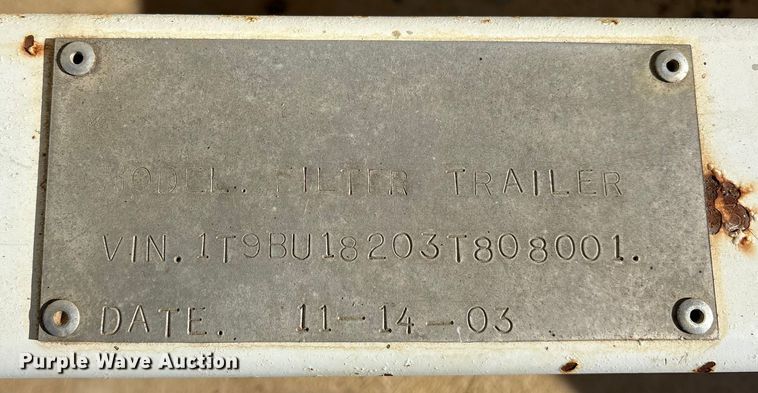 MODEL. FILTER TRAILER
VIN. 1T9BU18203T808001.
DATE. 11-14-03
Purple Wave Auction